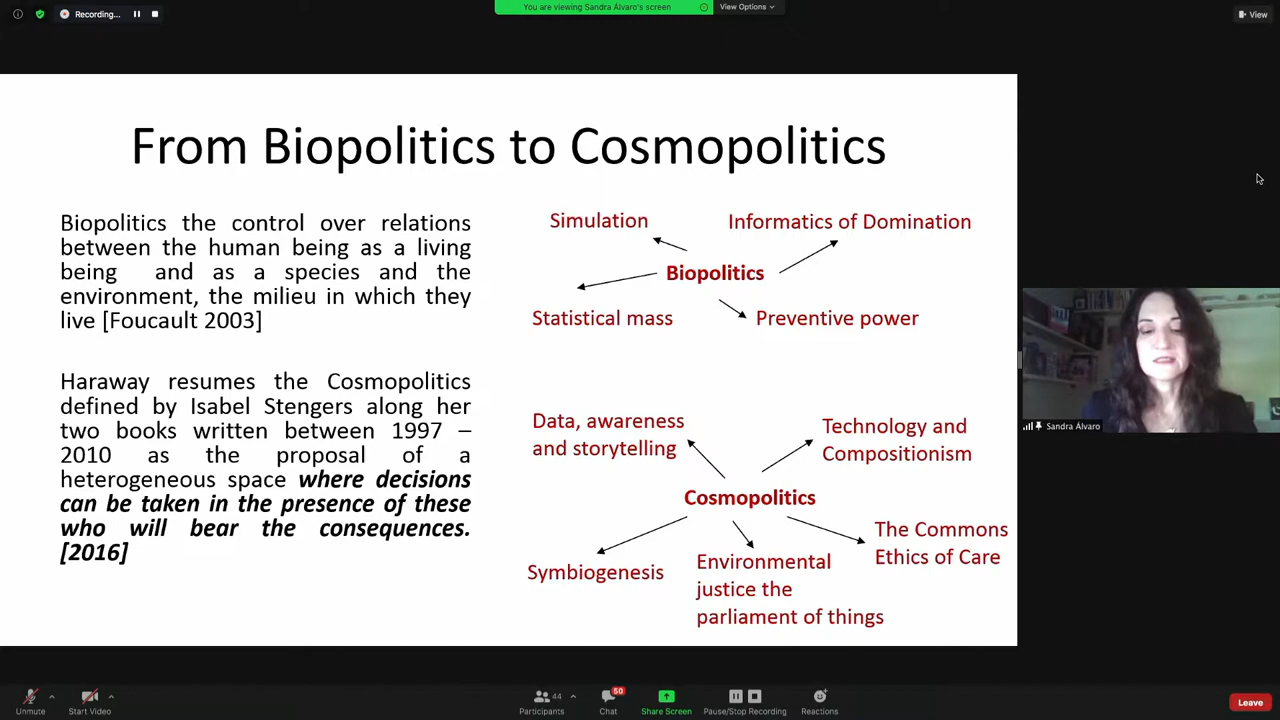 Recording...
You are viewing Sandra Álvaro's screen
View Options
View
From Biopolitics to Cosmopolitics
Biopolitics the control over relations
between the human being as a living
being and as a species and the
environment, the milieu in which they
live [Foucault 2003]
Haraway resumes the Cosmopolitics
defined by Isabel Stengers along her
two books written between 1997 –
2010 as the proposal of a
heterogeneous space where decisions
can be taken in the presence of these
who will bear the consequences.
[2016]
Simulation
Informatics of Domination
Biopolitics
Statistical mass
Preventive power
Data, awareness
and storytelling
Technology and
Compositionism
Cosmopolitics
The Commons
Ethics of Care
Symbiogenesis
Environmental
justice the
parliament of things
Sandra Álvaro
Unmute
Start Video
44
Participants
50
Chat
Share Screen
Pause/Stop Recording
Reactions
Leave